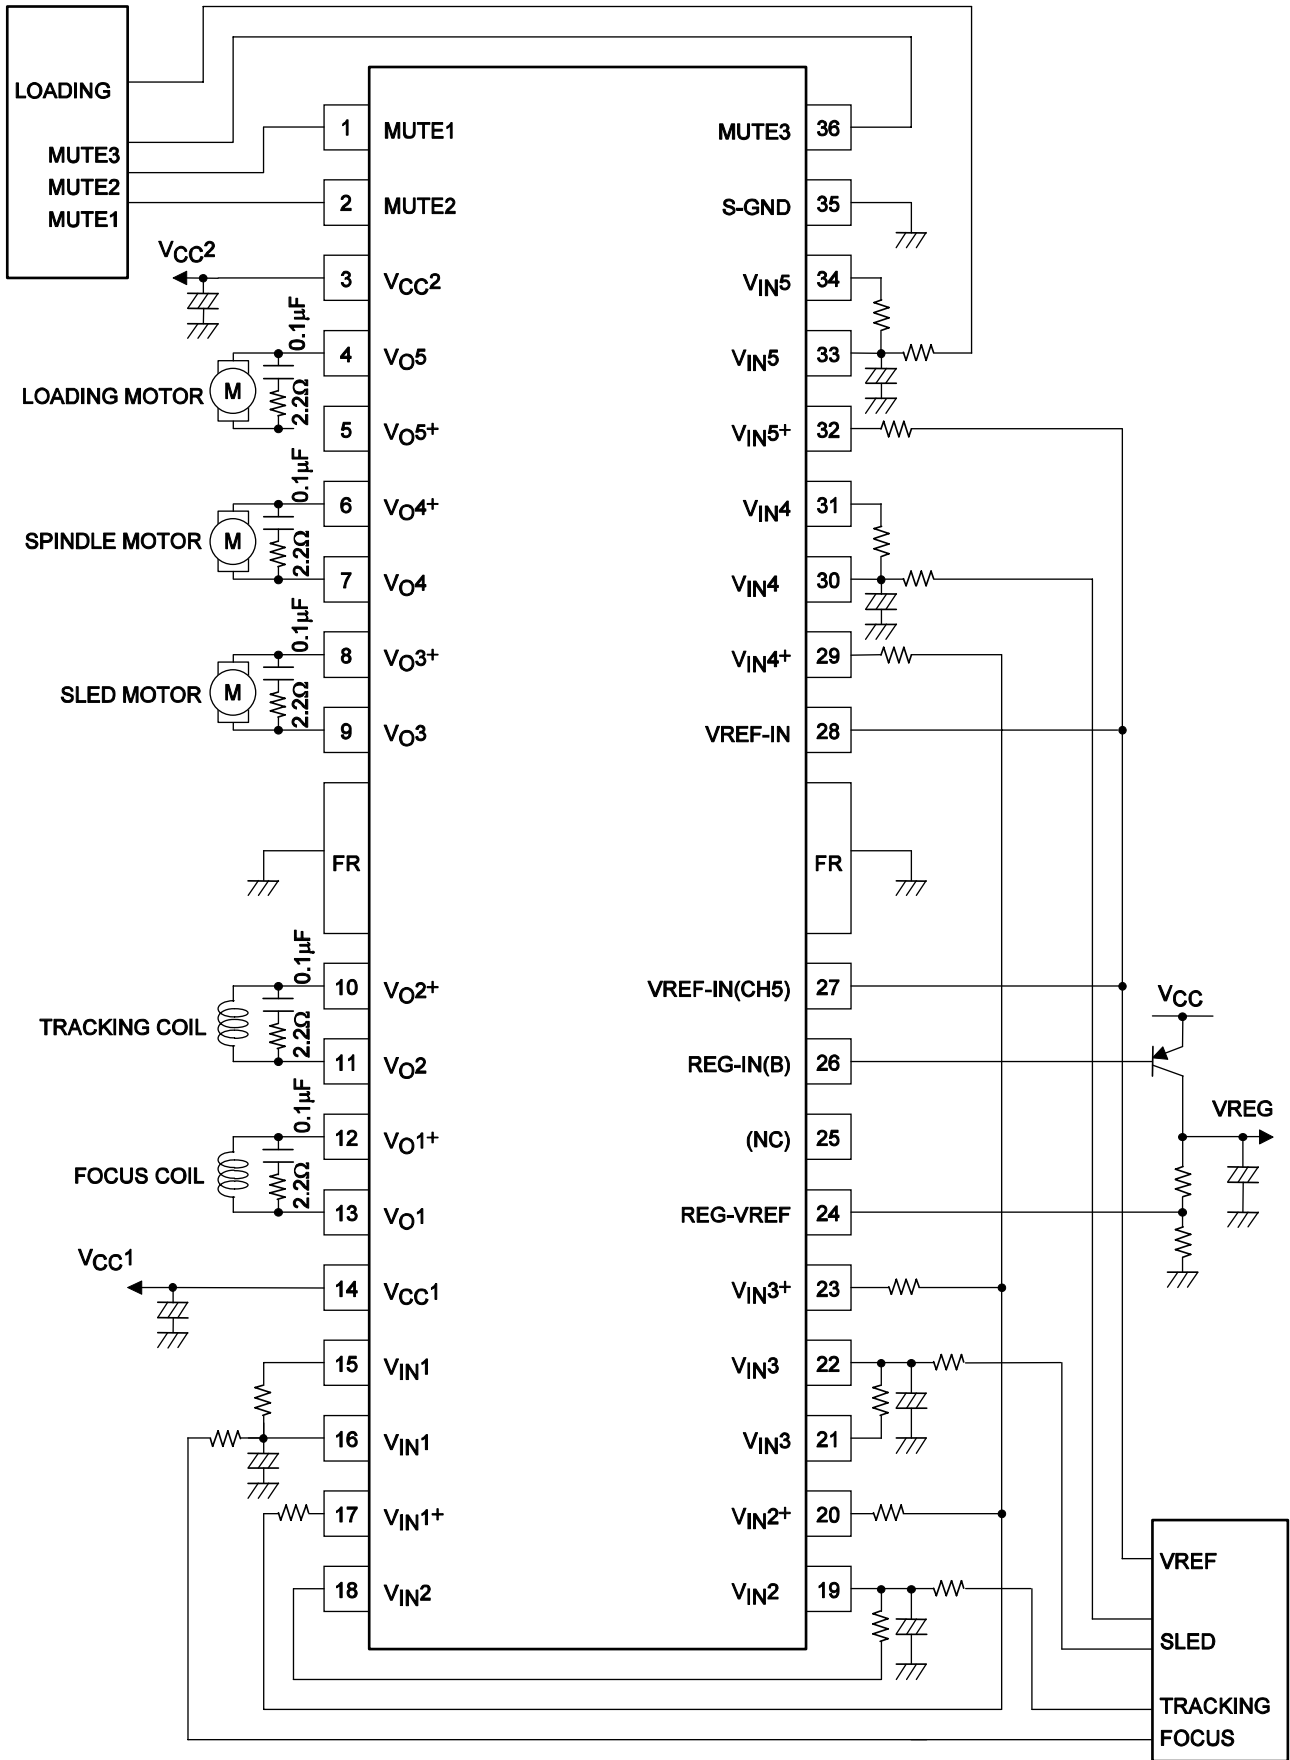 LOADING
MUTE3
MUTE2
MUTE1
VCC2
0.1µF
2.2Ω
LOADING MOTOR
M
0.1µF
2.2Ω
SPINDLE MOTOR
M
0.1µF
2.2Ω
SLED MOTOR
M
0.1µF
2.2Ω
TRACKING COIL
0.1µF
2.2Ω
FOCUS COIL
VCC1
1 MUTE1
2 MUTE2
3 VCC2
4 VO5
5 VO5+
6 VO4+
7 VO4
8 VO3+
9 VO3
FR
10 VO2+
11 VO2
12 VO1+
13 VO1
14 VCC1
15 VIN1
16 VIN1
17 VIN1+
18 VIN2
MUTE3 36
S-GND 35
VIN5 34
VIN5 33
VIN5+ 32
VIN4 31
VIN4 30
VIN4+ 29
VREF-IN 28
FR
VREF-IN(CH5) 27
REG-IN(B) 26
(NC) 25
REG-VREF 24
VIN3+ 23
VIN3 22
VIN3 21
VIN2+ 20
VIN2 19
VCC
VREG
VREF
SLED
TRACKING
FOCUS